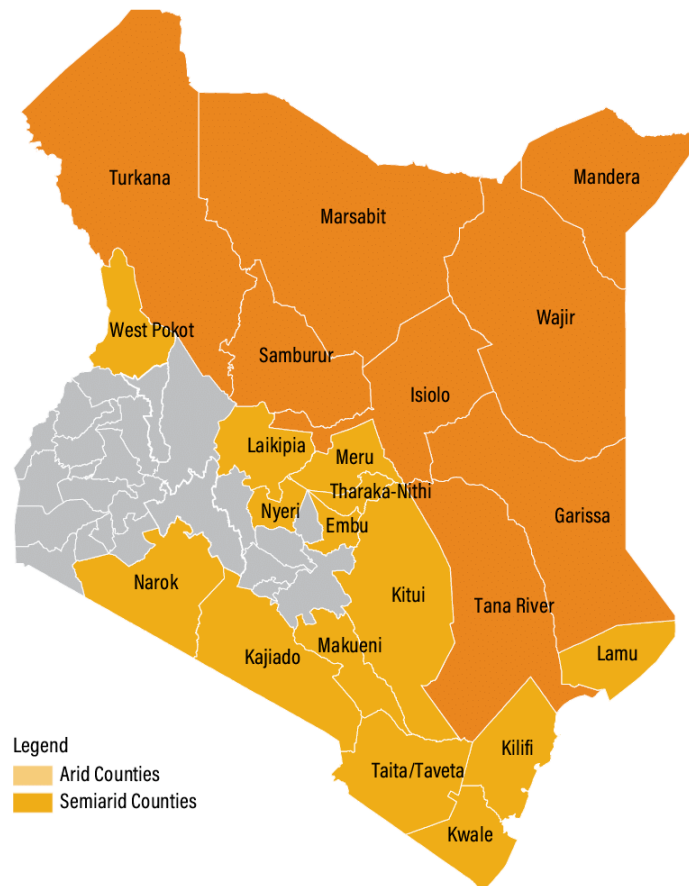 Turkana
Mandera
Marsabit
Wajir
West Pokot
Samburur
Isiolo
Laikipia
Meru
Tharaka-Nithi
Nyeri
Garissa
Embu
Narok
Kitui
Tana River
Makueni
Kajiado
Lamu
Legend
Arid Counties
Semiarid Counties
Kilifi
Taita/Taveta
Kwale